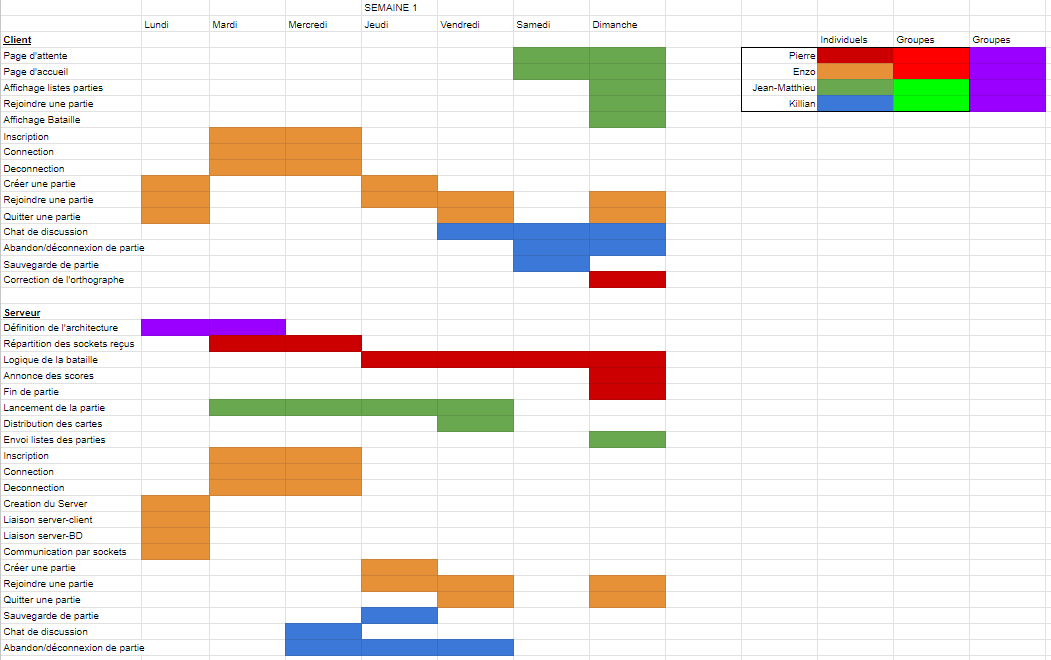 SEMAINE 1
Lundi Mardi Mercredi Jeudi Vendredi Samedi Dimanche
Client Individuels Groupes Groupes
Page d'attente Pierre
Page d'accueil Enzo
Affichage listes parties Jean-Matthieu
Rejoindre une partie Killian
Affichage Bataille
Inscription
Connection
Deconnection
Créer une partie
Rejoindre une partie
Quitter une partie
Chat de discussion
Abandon/déconnexion de partie
Sauvegarde de partie
Correction de l'orthographe
Serveur
Définition de l'architecture
Répartition des sockets reçus
Logique de la bataille
Annonce des scores
Fin de partie
Lancement de la partie
Distribution des cartes
Envoi listes des parties
Inscription
Connection
Deconnection
Creation du Server
Liaison server-client
Liaison server-BD
Communication par sockets
Créer une partie
Rejoindre une partie
Quitter une partie
Sauvegarde de partie
Chat de discussion
Abandon/déconnexion de partie